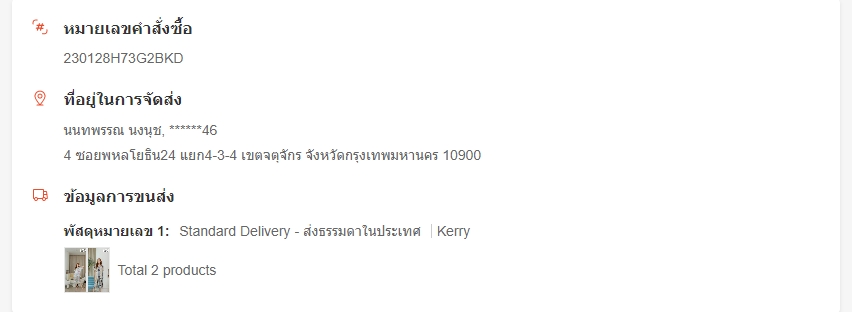 หมายเลขคำสั่งซื้อ
230128H73G2BKD
ที่อยู่ในการจัดส่ง
นนทพรรณ นงนุช, ******46
4 ซอยพหลโยธิน24 แยก4-3-4 เขตจตุจักร จังหวัดกรุงเทพมหานคร 10900
ข้อมูลการขนส่ง
พัสดุหมายเลข 1: Standard Delivery - ส่งธรรมดาในประเทศ | Kerry
Total 2 products